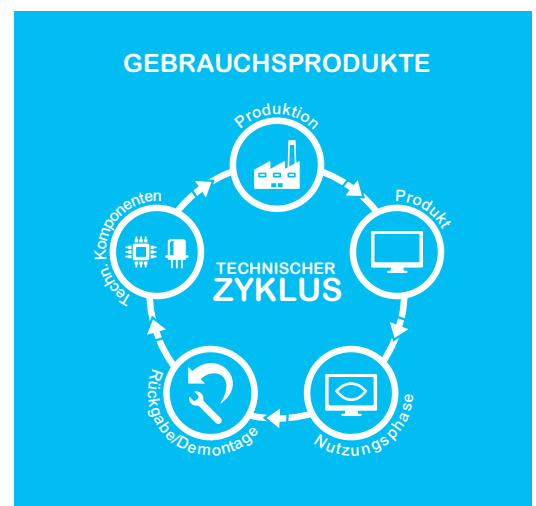 GEBRAUCHSPRODUKTE
Produktion
Produkt
Techn. Komponenten
TECHNISCHER
ZYKLUS
Rückgabe/Demontage
Nutzungsphase